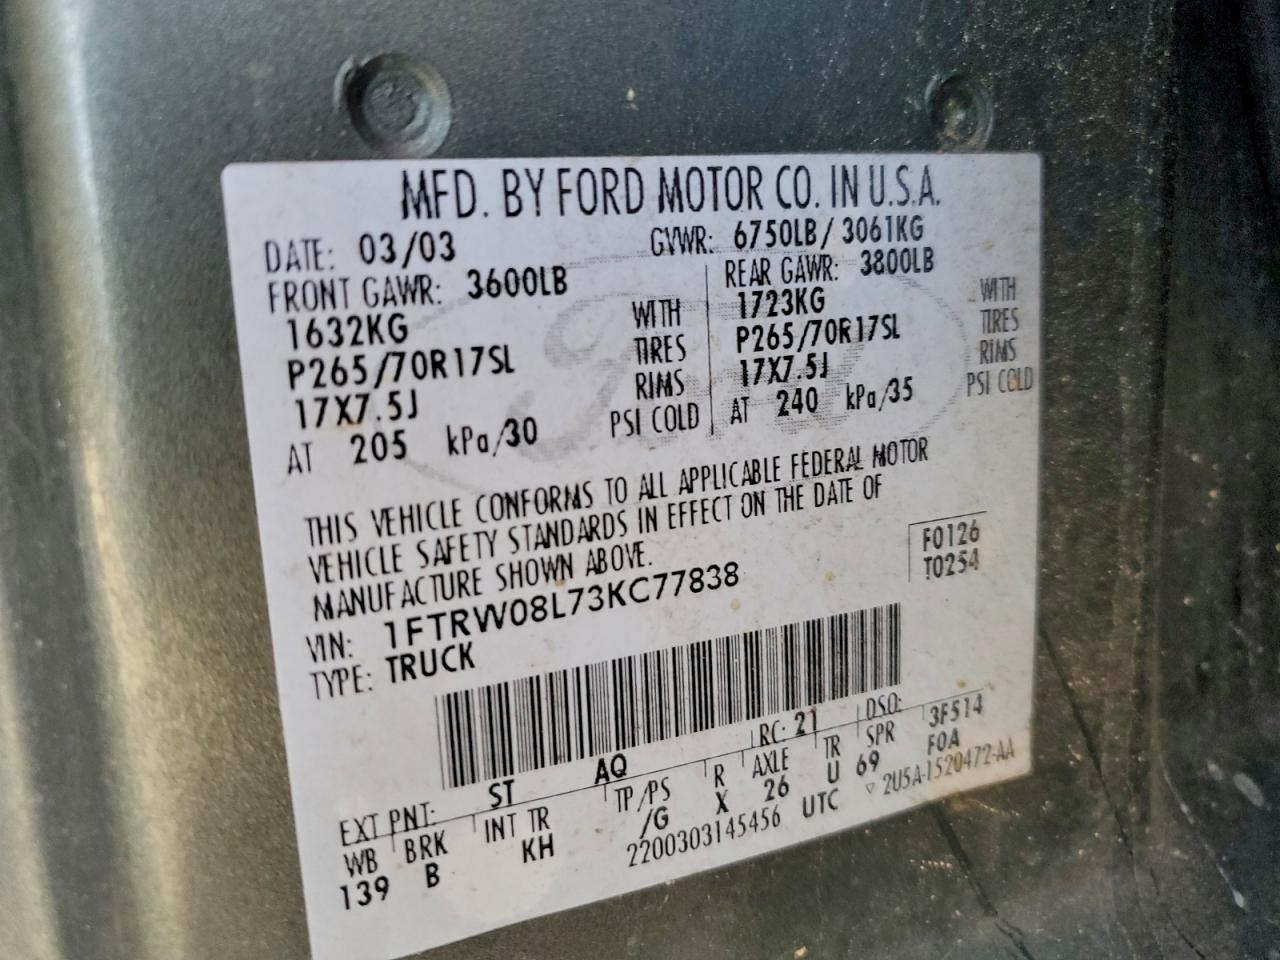 MFD. BY FORD MOTOR CO. IN U.S.A.
DATE: 03/03 GVWR: 6750LB/ 3061KG
FRONT GAWR: 3600LB REAR GAWR: 3800LB
1632KG WITH 1723KG WITH
P265/70R17SL TIRES P265/70R17SL TIRES
17X7.5J RIMS 17X7.5J RIMS
AT 205 kPa/30 PSI COLD AT 240 kPa/35 PSI COLD
THIS VEHICLE CONFORMS TO ALL APPLICABLE FEDERAL MOTOR
VEHICLE SAFETY STANDARDS IN EFFECT ON THE DATE OF
MANUFACTURE SHOWN ABOVE.
F0126
T0254
VIN: 1FTRW08L73KC77838
TYPE: TRUCK
EXT PNT: ST AQ RC: 21 DSO: 3F514
WB BRK INT TR TP/PS R AXLE TR SPR F0A
139 B KH /G X 26 U 69
2200303145456 UTC ▽ 2U5A-1520472-AA